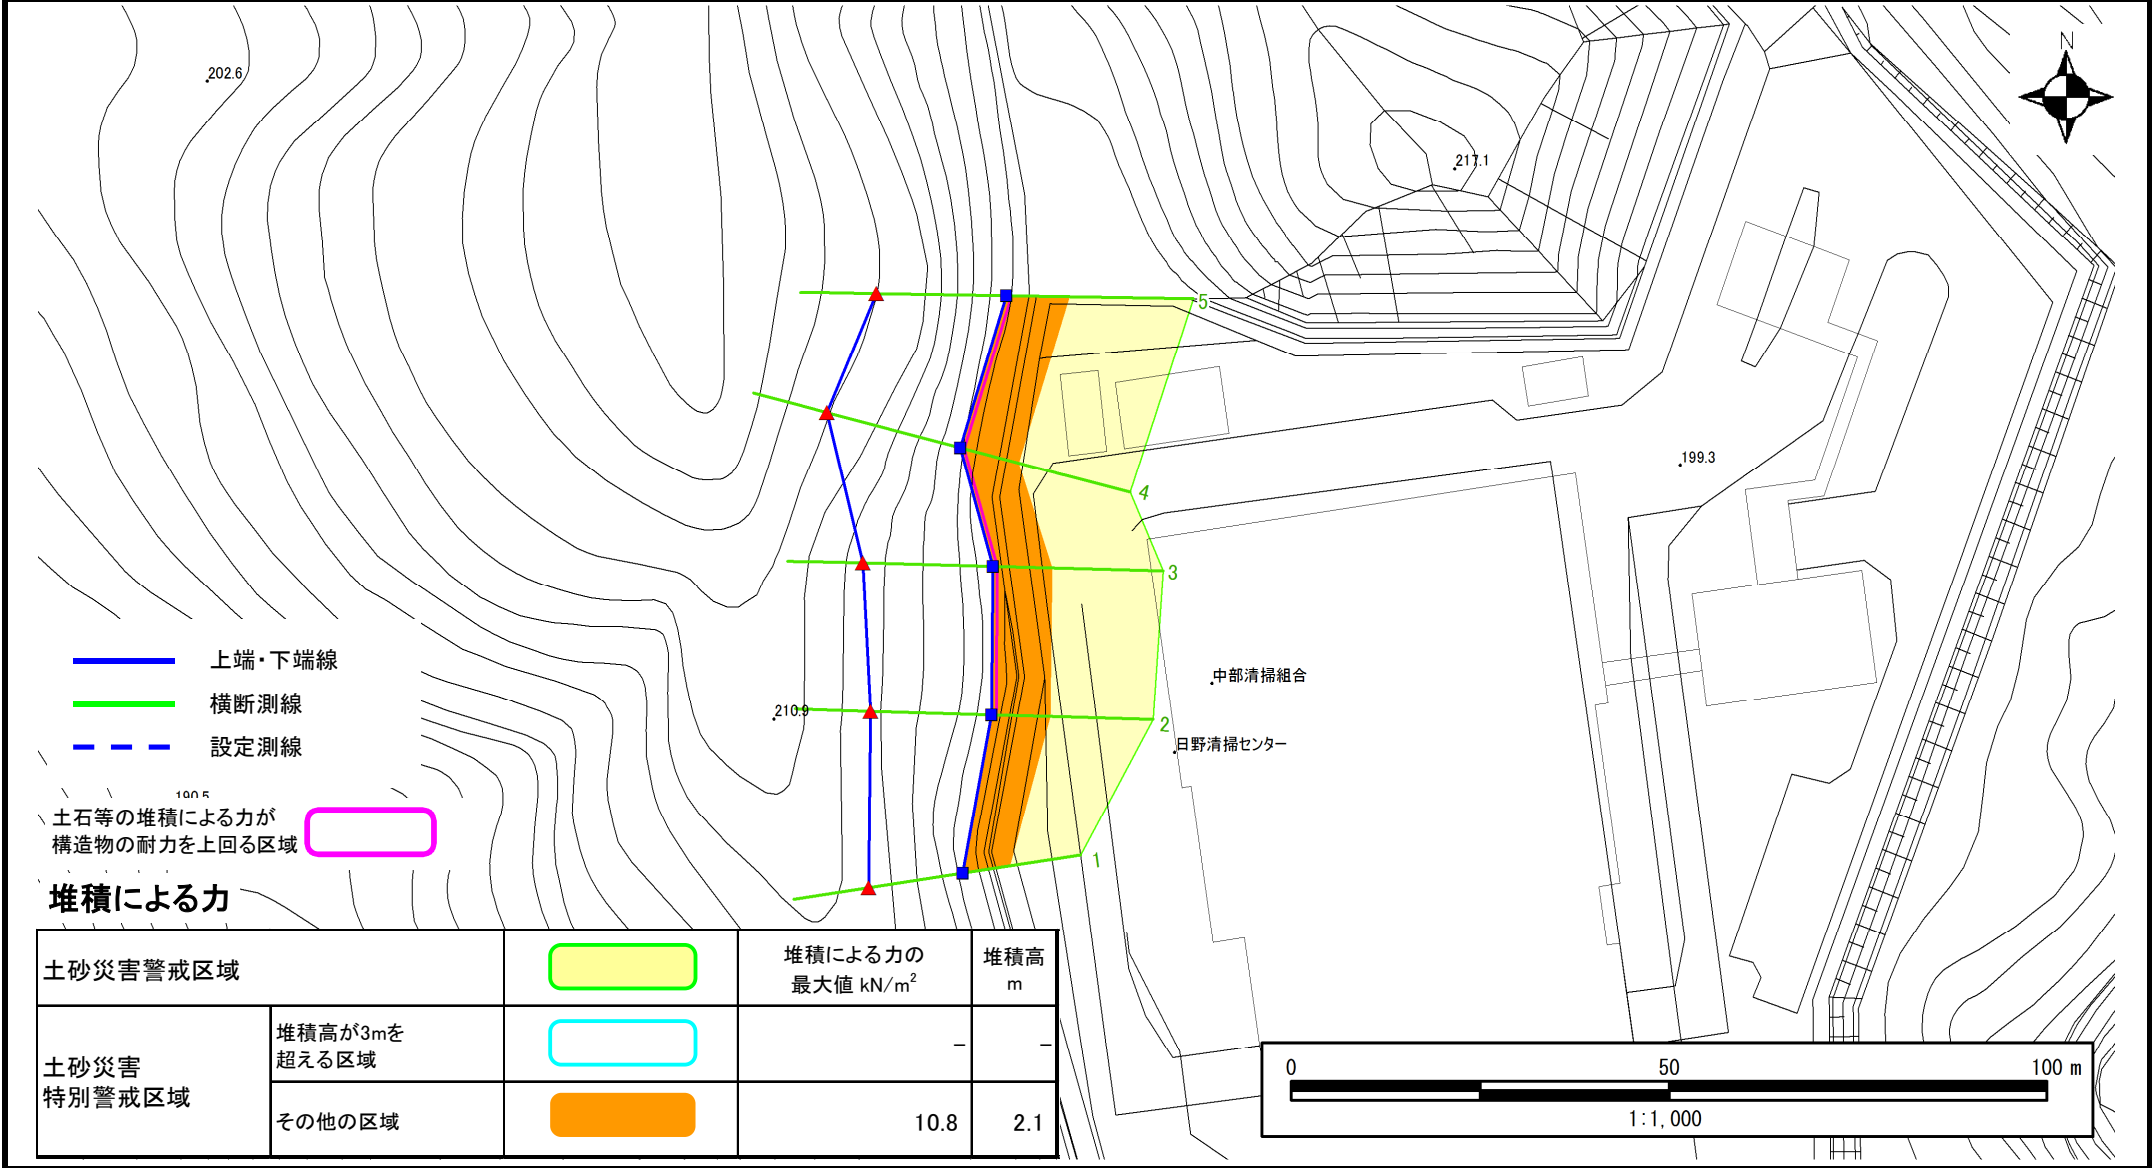 N
202.6
217.1
5
4
199.3
3
中部清掃組合
2
210.9
日野清掃センター
1
上端・下端線
横断測線
設定測線
190.5
土石等の堆積による力が
構造物の耐力を上回る区域
堆積による力
土砂災害警戒区域
堆積による力の
最大値 kN/m²
堆積高
m
土砂災害
特別警戒区域
堆積高が3mを
超える区域
－
－
その他の区域
10.8
2.1
0 50 100 m
1:1,000